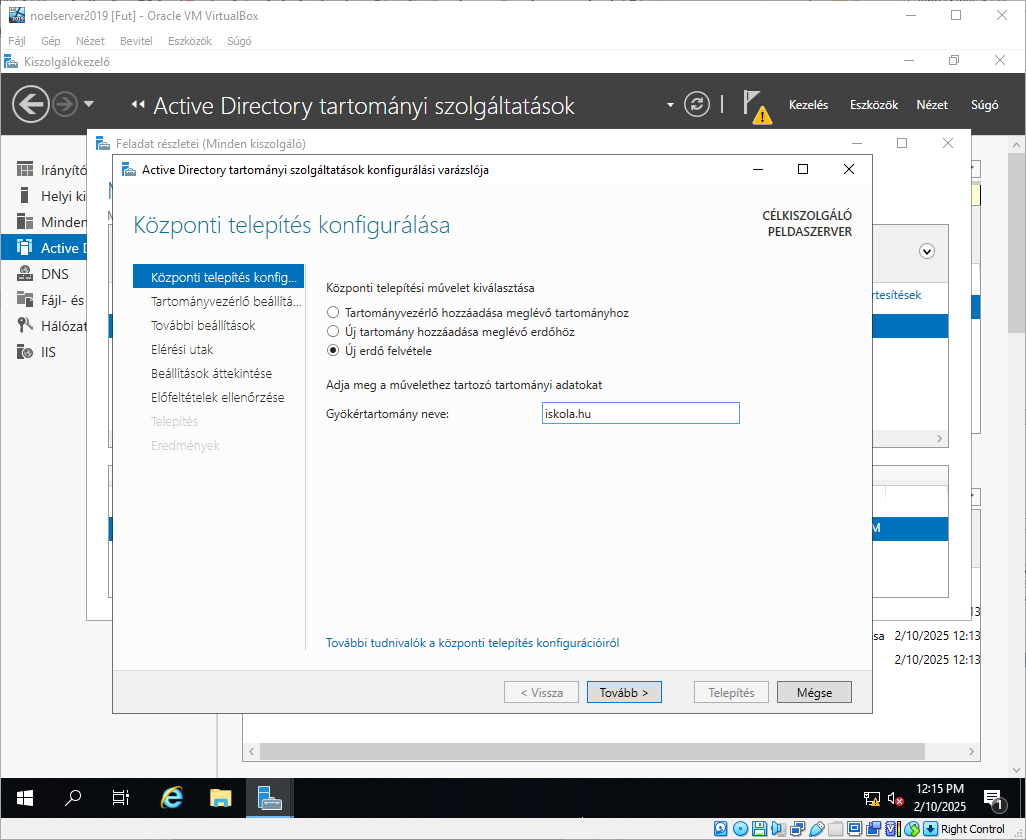 noelserver2019 [Fut] - Oracle VM VirtualBox
Fájl Gép Nézet Bevitel Eszközök Súgó
Kiszolgálókezelő
Active Directory tartományi szolgáltatások
Kezelés Eszközök Nézet Súgó
Feladat részletei (Minden kiszolgáló)
Active Directory tartományi szolgáltatások konfigurálási varázslója
Irányító
Helyi ki
Minden
Active D
DNS
Fájl- és
Hálózat
IIS
Központi telepítés konfigurálása
CÉLKISZOLGÁLÓ
PELDASZERVER
Központi telepítés konfig...
Tartományvezérlő beállítá...
További beállítások
Elérési utak
Beállítások áttekintése
Előfeltételek ellenőrzése
Telepítés
Eredmények
Központi telepítési művelet kiválasztása
Tartományvezérlő hozzáadása meglévő tartományhoz
Új tartomány hozzáadása meglévő erdőhöz
Új erdő felvétele
Adja meg a művelethez tartozó tartományi adatokat
Gyökértartomány neve: iskola.hu
További tudnivalók a központi telepítés konfigurációiról
< Vissza Tovább > Telepítés Mégse
rtesítések
M
13
sa 2/10/2025 12:13
2/10/2025 12:13
12:15 PM
2/10/2025
1
Right Control